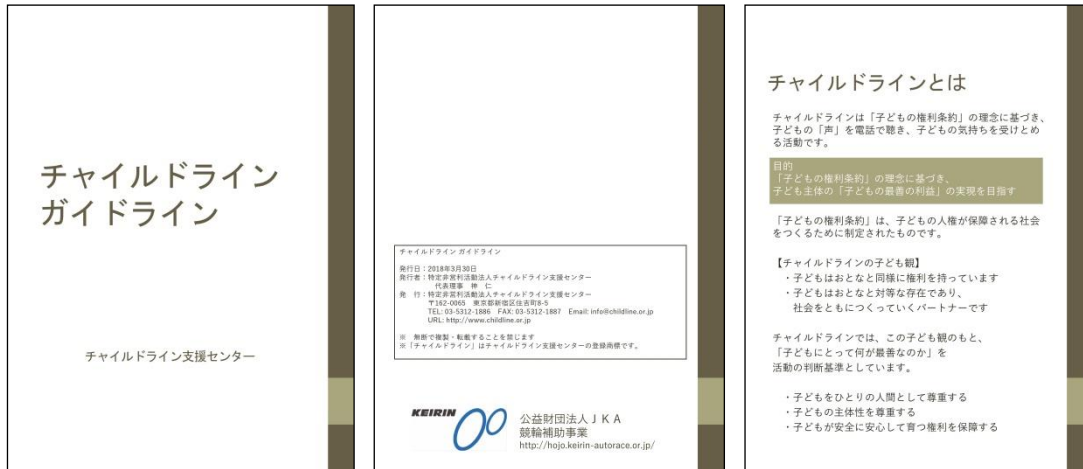 チャイルドライン
ガイドライン
チャイルドライン支援センター
チャイルドライン ガイドライン
発行日：2018年3月30日
発行者：特定非営利活動法人チャイルドライン支援センター
代表理事　神　仁
発　行：特定非営利活動法人チャイルドライン支援センター
〒162-0065　東京都新宿区住吉町8-5
TEL: 03-5312-1886　FAX: 03-5312-1887　Email: info@childline.or.jp
URL: http://www.childline.or.jp
※　無断で複製・転載することを禁じます
※「チャイルドライン」はチャイルドライン支援センターの登録商標です。
KEIRIN
公益財団法人ＪＫＡ
競輪補助事業
http://hojo.keirin-autorace.or.jp/
チャイルドラインとは
チャイルドラインは「子どもの権利条約」の理念に基づき、
子どもの「声」を電話で聴き、子どもの気持ちを受けとめ
る活動です。
目的
「子どもの権利条約」の理念に基づき、
子ども主体の「子どもの最善の利益」の実現を目指す
「子どもの権利条約」は、子どもの人権が保障される社会
をつくるために制定されたものです。
【チャイルドラインの子ども観】
・子どもはおとなと同様に権利を持っています
・子どもはおとなと対等な存在であり、
社会をともにつくっていくパートナーです
チャイルドラインでは、この子ども観のもと、
「子どもにとって何が最善なのか」を
活動の判断基準としています。
・子どもをひとりの人間として尊重する
・子どもの主体性を尊重する
・子どもが安全に安心して育つ権利を保障する